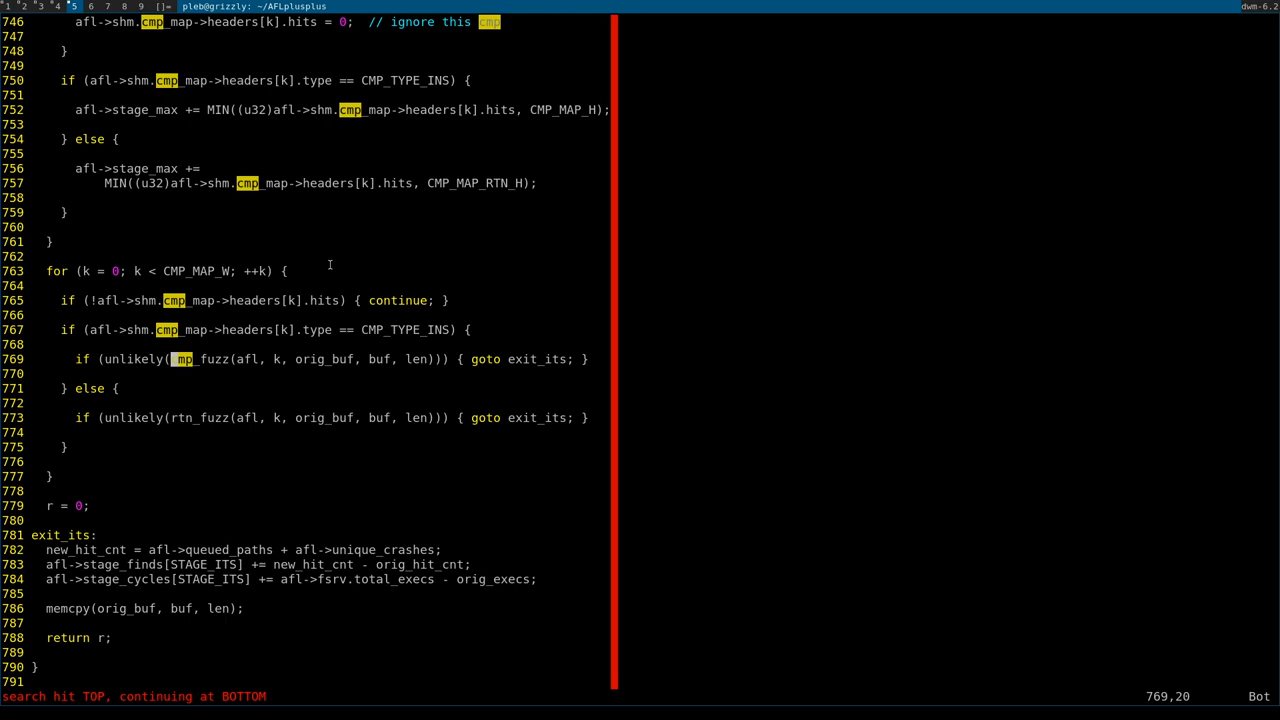 1 2 3 4 5 6 7 8 9 []= pleb@grizzly: ~/AFLplusplus dwm-6.2
746 afl->shm.cmp_map->headers[k].hits = 0; // ignore this cmp
747
748 }
749
750 if (afl->shm.cmp_map->headers[k].type == CMP_TYPE_INS) {
751
752 afl->stage_max += MIN((u32)afl->shm.cmp_map->headers[k].hits, CMP_MAP_H);
753
754 } else {
755
756 afl->stage_max +=
757 MIN((u32)afl->shm.cmp_map->headers[k].hits, CMP_MAP_RTN_H);
758
759 }
760
761 }
762
763 for (k = 0; k < CMP_MAP_W; ++k) {
764
765 if (!afl->shm.cmp_map->headers[k].hits) { continue; }
766
767 if (afl->shm.cmp_map->headers[k].type == CMP_TYPE_INS) {
768
769 if (unlikely(cmp_fuzz(afl, k, orig_buf, buf, len))) { goto exit_its; }
770
771 } else {
772
773 if (unlikely(rtn_fuzz(afl, k, orig_buf, buf, len))) { goto exit_its; }
774
775 }
776
777 }
778
779 r = 0;
780
781 exit_its:
782 new_hit_cnt = afl->queued_paths + afl->unique_crashes;
783 afl->stage_finds[STAGE_ITS] += new_hit_cnt - orig_hit_cnt;
784 afl->stage_cycles[STAGE_ITS] += afl->fsrv.total_execs - orig_execs;
785
786 memcpy(orig_buf, buf, len);
787
788 return r;
789
790 }
791
search hit TOP, continuing at BOTTOM 769,20 Bot